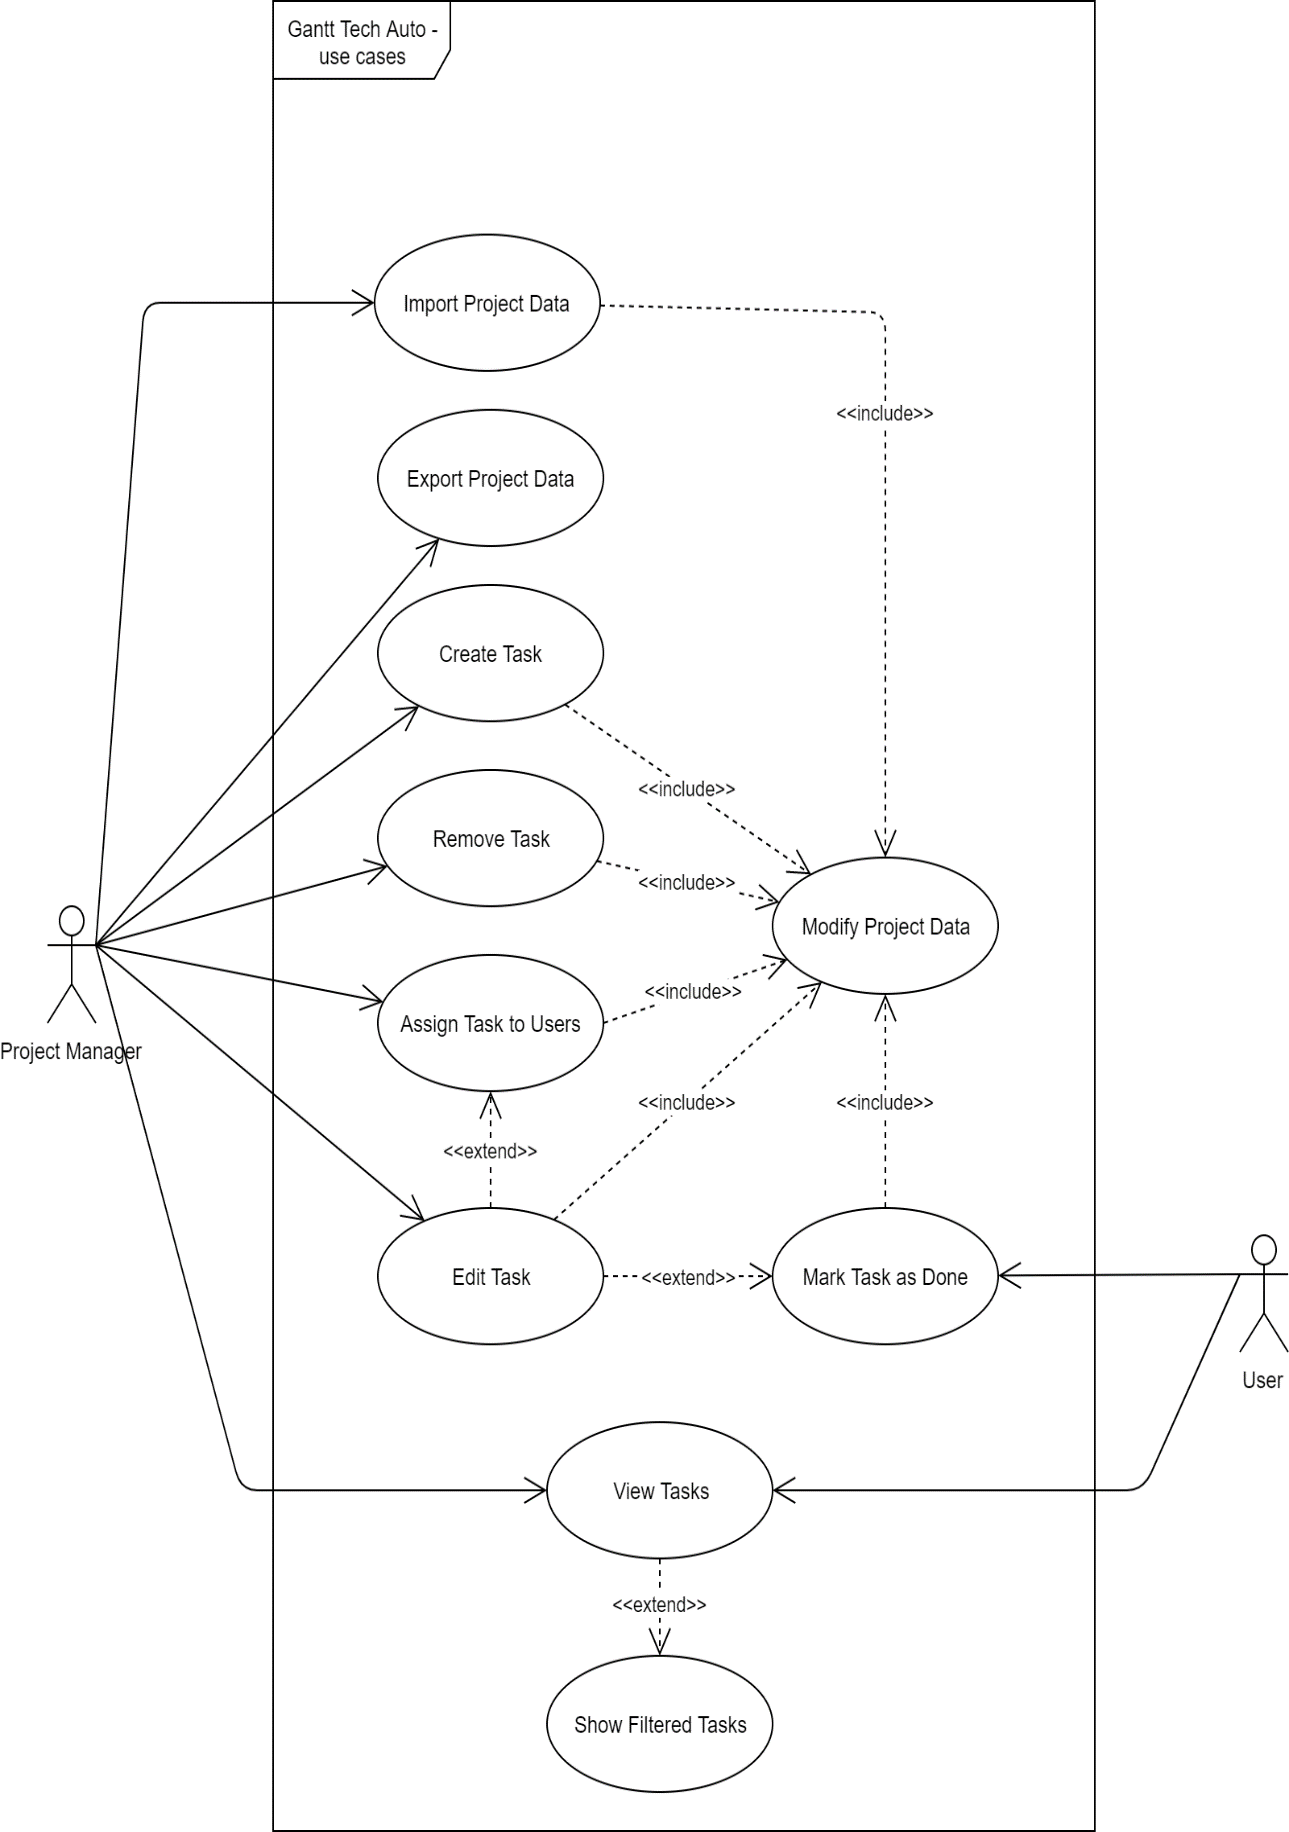 Gantt Tech Auto -
use cases
Import Project Data
<<include>>
Export Project Data
Create Task
<<include>>
Remove Task
<<include>>
Modify Project Data
<<include>>
Assign Task to Users
Project Manager
<<include>>
<<include>>
<<extend>>
Edit Task
<<extend>>
Mark Task as Done
User
View Tasks
<<extend>>
Show Filtered Tasks